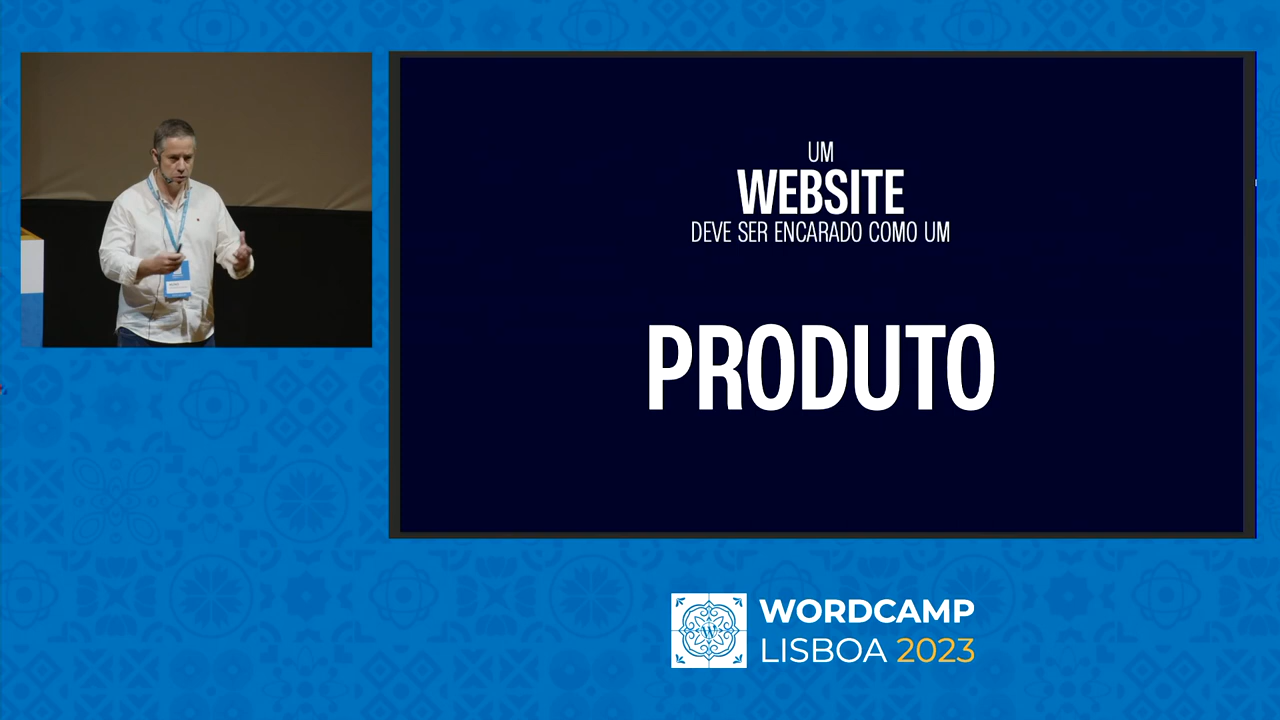 UM
WEBSITE
DEVE SER ENCARADO COMO UM
PRODUTO
WORDCAMP
LISBOA 2023